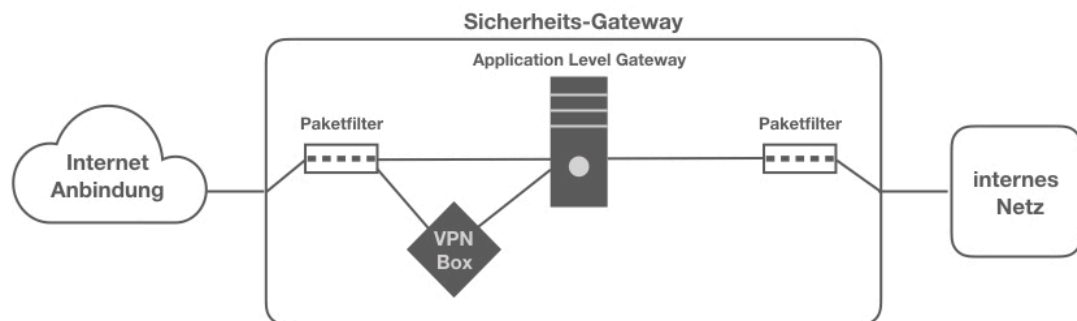 Sicherheits-Gateway
Application Level Gateway
Paketfilter
Paketfilter
Internet
Anbindung
VPN
Box
internes
Netz